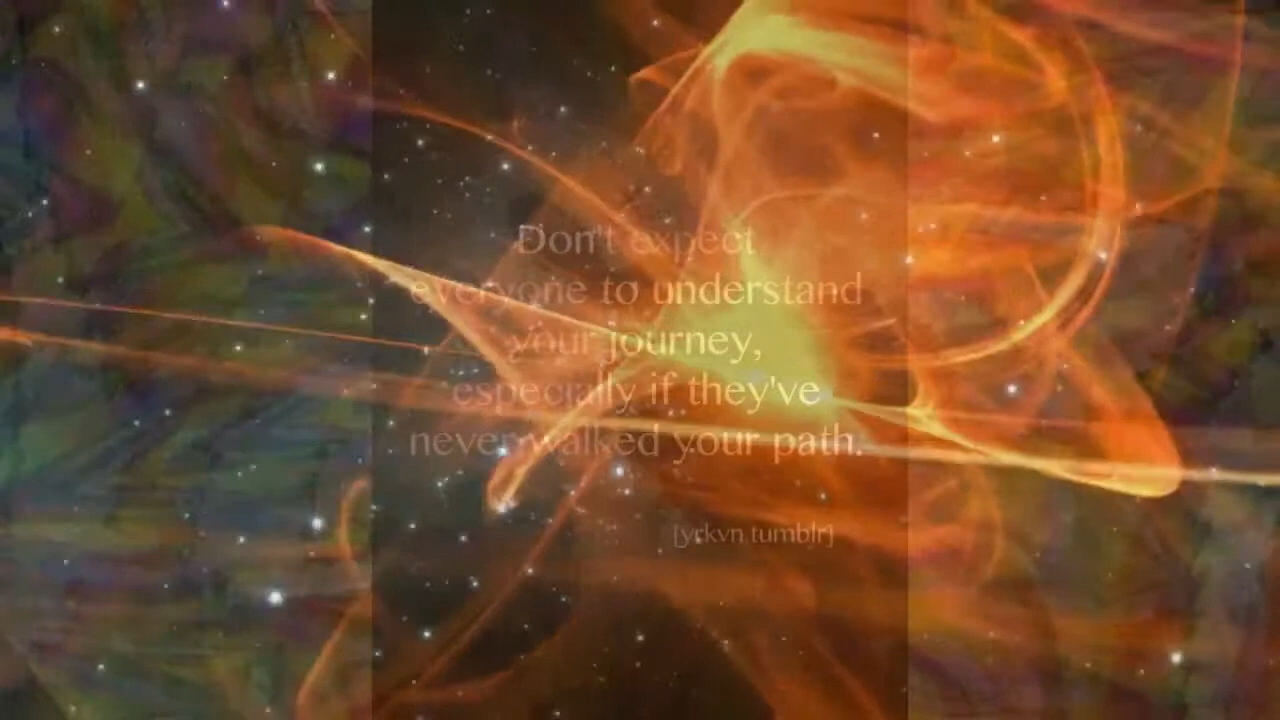 Don't expect
everyone to understand
your journey,
especially if they've
never walked your path.
[yrkvn.tumblr]